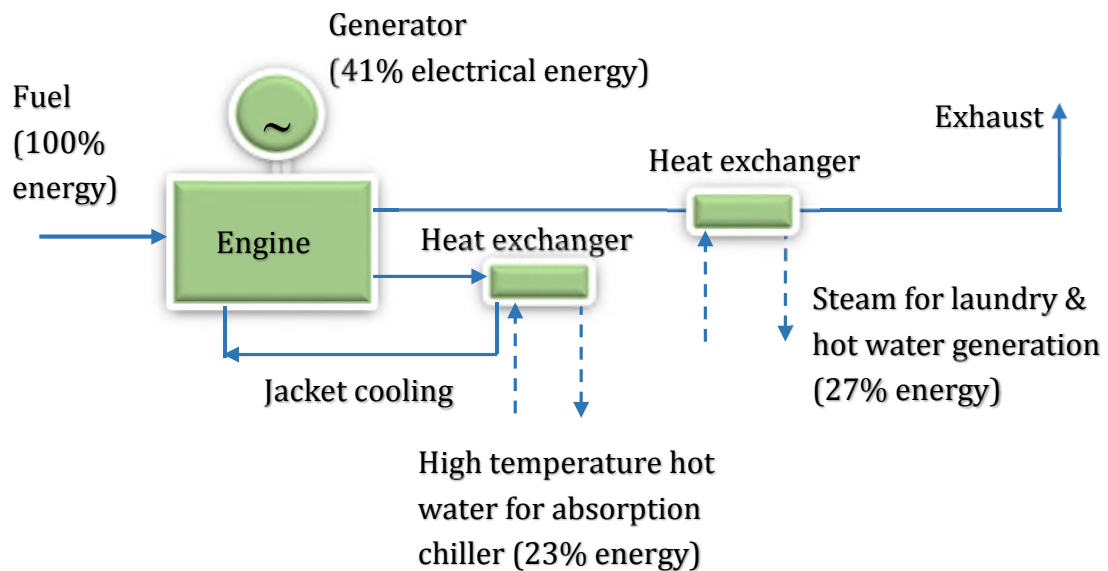 Generator
(41% electrical energy)
Fuel
(100%
energy)
~
Exhaust
Heat exchanger
Engine
Heat exchanger
Steam for laundry &
hot water generation
(27% energy)
Jacket cooling
High temperature hot
water for absorption
chiller (23% energy)